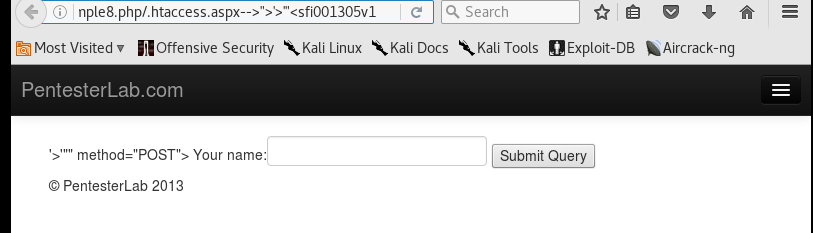 nple8.php/.htaccess.aspx-->">'>'"<sfi001305v1
Search
Most Visited
Offensive Security
Kali Linux
Kali Docs
Kali Tools
Exploit-DB
Aircrack-ng
PentesterLab.com
'>'"" method="POST"> Your name:
Submit Query
© PentesterLab 2013